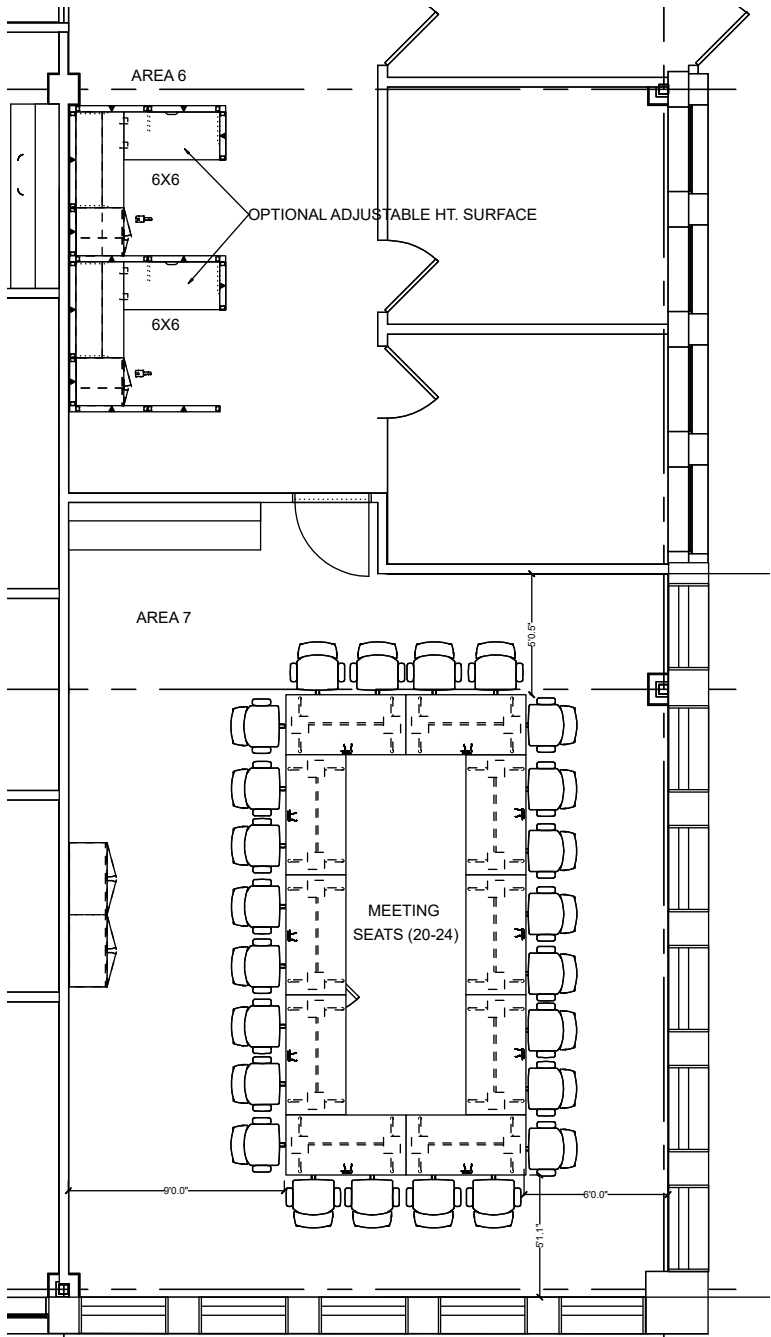 AREA 6
6X6
OPTIONAL ADJUSTABLE HT. SURFACE
6X6
AREA 7
5'0.5"
MEETING
SEATS (20-24)
9'0.0"
6'0.0"
5'1.1"